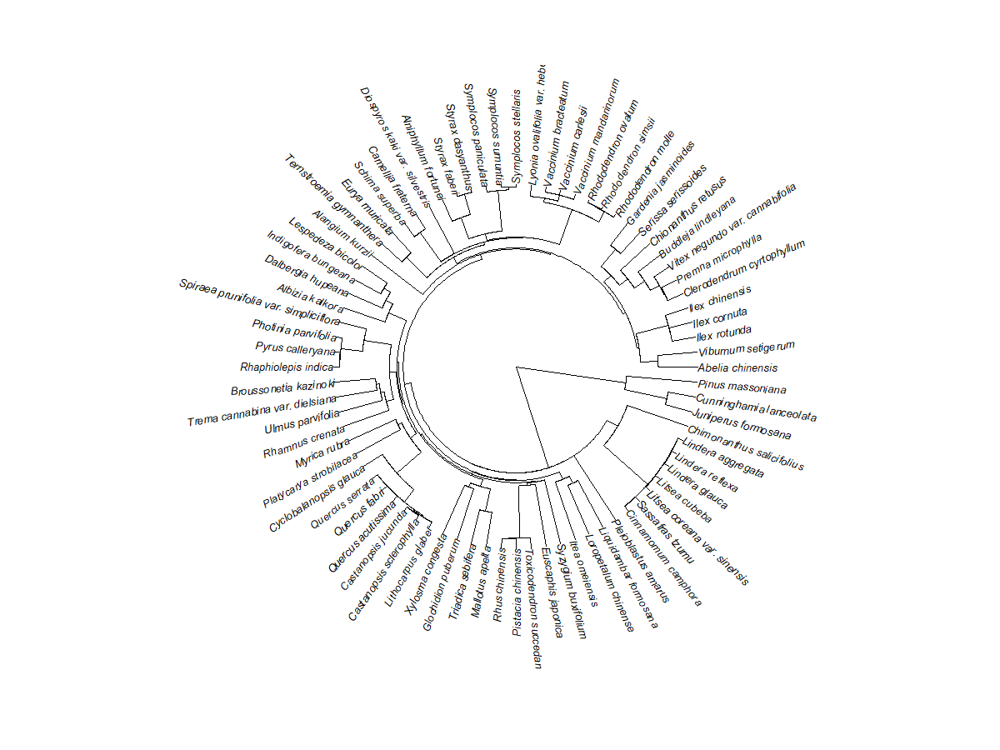 Diospyros kaki var. silvestris
Alniphyllum fortunei
Styrax faberi
Styrax dasyanthus
Symplocos paniculata
Symplocos sumuntia
Symplocos stellaris
Lyonia ovalifolia var. hebe
Vaccinium bracteatum
Vaccinium carlesii
Vaccinium mandarinorum
Rhododendron ovatum
Rhododendron simsii
Rhododendron molle
Gardenia jasminoides
Serissa serissoides
Chionanthus retusus
Buddleja lindleyana
Vitex negundo var. cannabifolia
Premna microphylla
Clerodendrum cyrtophyllum
Ilex chinensis
Ilex cornuta
Ilex rotunda
Viburnum setigerum
Abelia chinensis
Pinus massoniana
Cunninghamia lanceolata
Juniperus formosana
Chimonanthus salicifolius
Lindera aggregata
Lindera reflexa
Lindera glauca
Litsea cubeba
Litsea coreana var. sinensis
Sassafras tzumu
Cinnamomum camphora
Pleioblastus amarus
Liquidambar formosana
Loropetalum chinense
Itea omeiensis
Syzygium buxifolium
Euscaphis japonica
Toxicodendron succedan
Pistacia chinensis
Rhus chinensis
Mallotus apelta
Triadica sebifera
Glochidion puberum
Xylosma congesta
Lithocarpus glaber
Castanopsis sclerophylla
Castanopsis jucunda
Quercus acutissima
Quercus fabri
Quercus serrata
Cyclobalanopsis glauca
Platycarya strobilacea
Myrica rubra
Rhamnus crenata
Ulmus parvifolia
Trema cannabina var. dielsiana
Broussonetia kazinoki
Rhaphiolepis indica
Pyrus calleryana
Photinia parvifolia
Spiraea prunifolia var. simpliciflora
Albizia kalkora
Dalbergia hupeana
Indigofera bungeana
Lespedeza bicolor
Alangium kurzii
Ternstroemia gymnanthera
Eurya muricata
Schima superba
Camellia fraterna